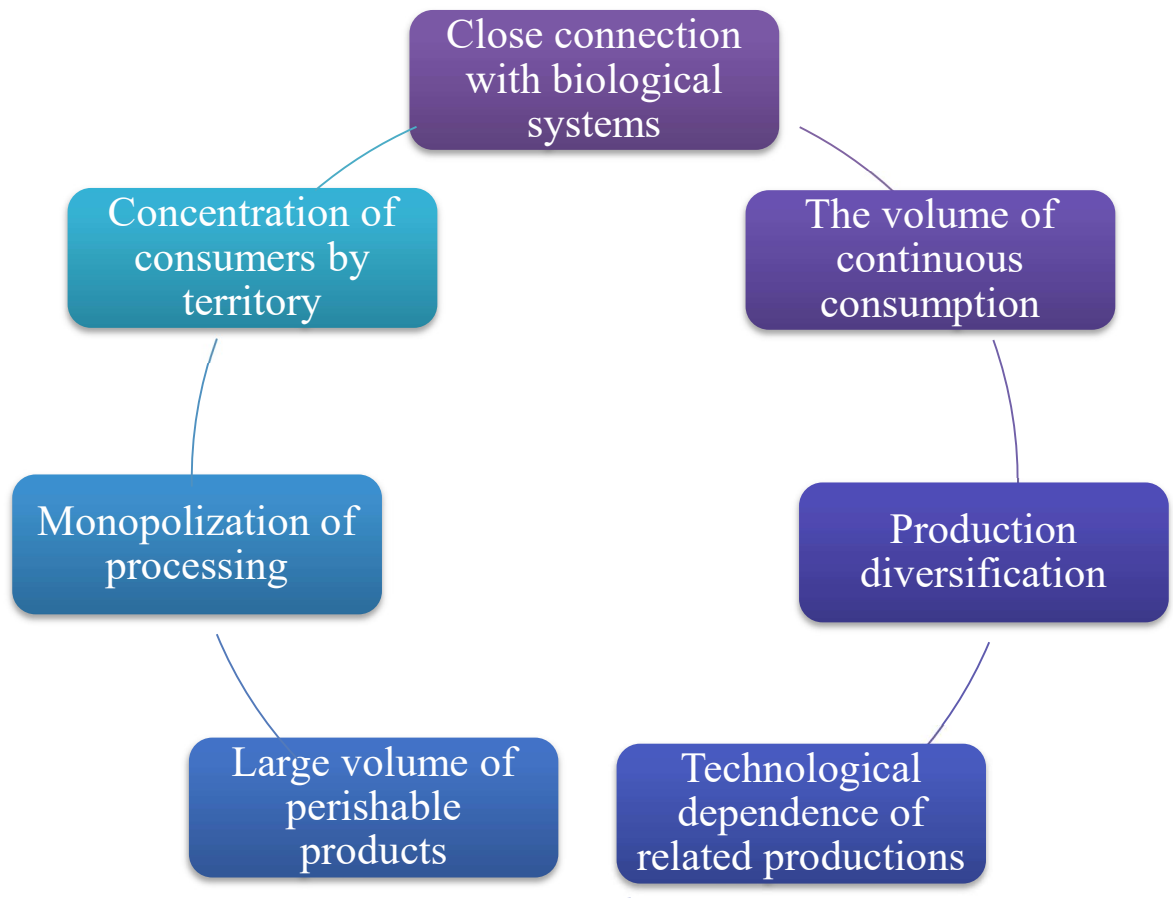 Close connection
with biological
systems
Concentration of
consumers by
territory
The volume of
continuous
consumption
Monopolization of
processing
Production
diversification
Large volume of
perishable
products
Technological
dependence of
related productions